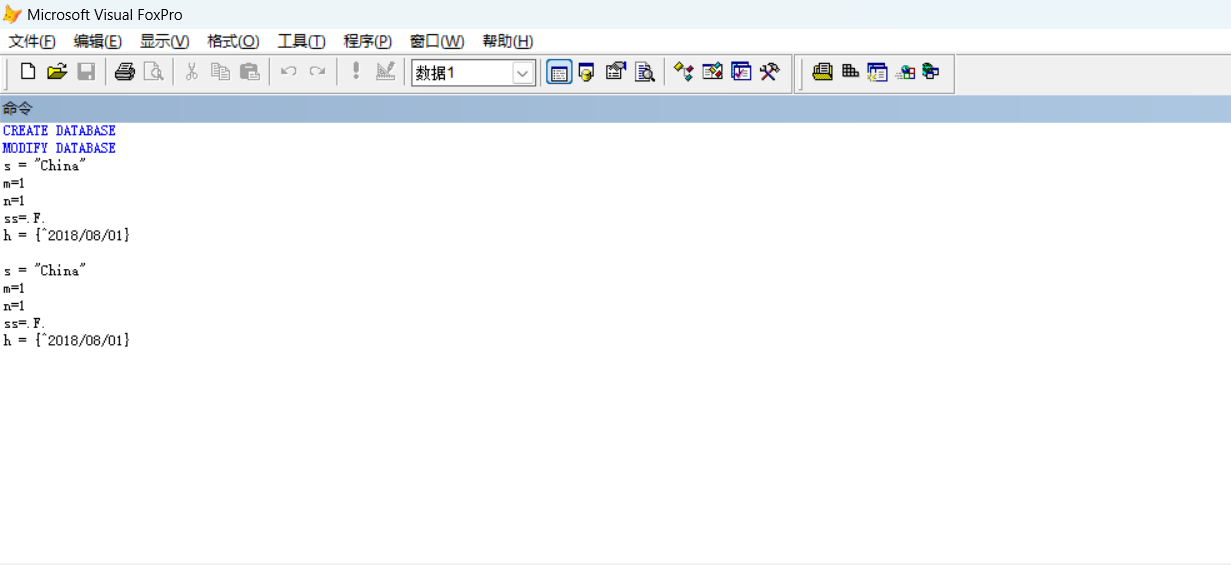 Microsoft Visual FoxPro
文件(F) 编辑(E) 显示(V) 格式(O) 工具(T) 程序(P) 窗口(W) 帮助(H)
数据1
命令
CREATE DATABASE
MODIFY DATABASE
s = "China"
m=1
n=1
ss=.F.
h = {^2018/08/01}
s = "China"
m=1
n=1
ss=.F.
h = {^2018/08/01}